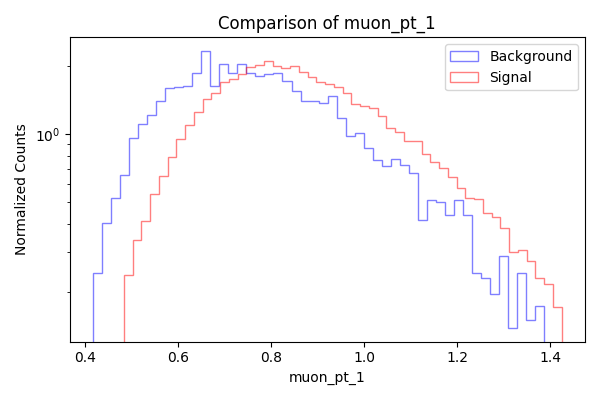 Comparison of muon_pt_1
Background
Signal
Normalized Counts
10⁰
0.4 0.6 0.8 1.0 1.2 1.4
muon_pt_1